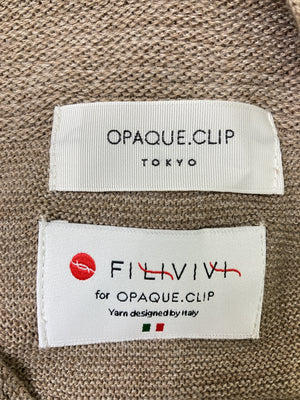 OPAQUE.CLIP
TOKYO
FILIVIVI
for OPAQUE.CLIP
Yarn designed by Italy